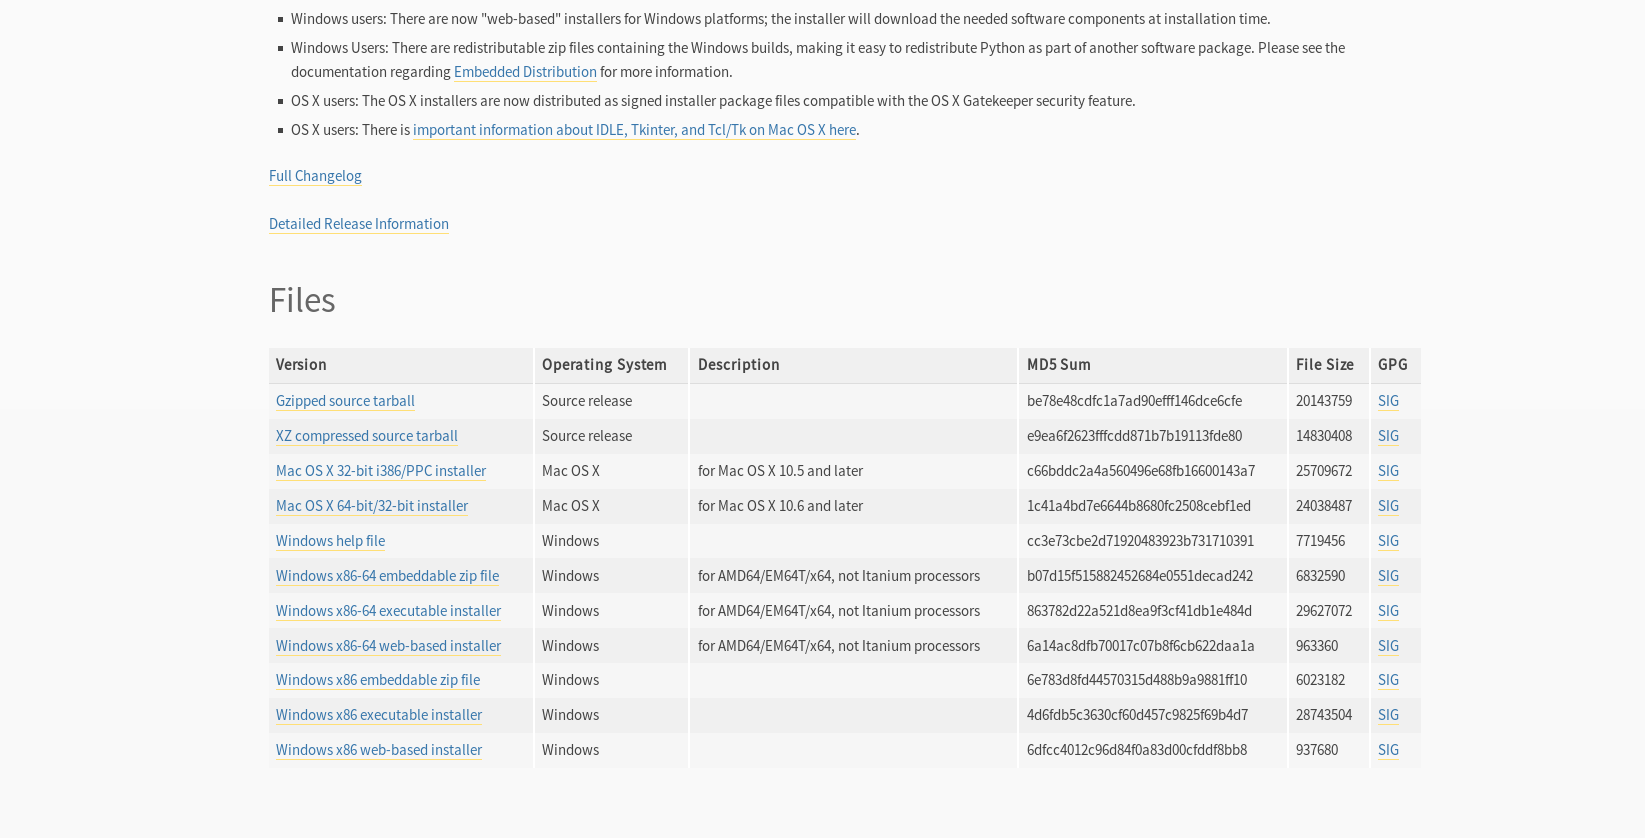 Windows users: There are now "web-based" installers for Windows platforms; the installer will download the needed software components at installation time.
Windows Users: There are redistributable zip files containing the Windows builds, making it easy to redistribute Python as part of another software package. Please see the
documentation regarding Embedded Distribution for more information.
OS X users: The OS X installers are now distributed as signed installer package files compatible with the OS X Gatekeeper security feature.
OS X users: There is important information about IDLE, Tkinter, and Tcl/Tk on Mac OS X here.
Full Changelog
Detailed Release Information
Files
Version Operating System Description MD5 Sum File Size GPG
Gzipped source tarball Source release be78e48cdfc1a7ad90efff146dce6cfe 20143759 SIG
XZ compressed source tarball Source release e9ea6f2623fffcdd871b7b19113fde80 14830408 SIG
Mac OS X 32-bit i386/PPC installer Mac OS X for Mac OS X 10.5 and later c66bddc2a4a560496e68fb16600143a7 25709672 SIG
Mac OS X 64-bit/32-bit installer Mac OS X for Mac OS X 10.6 and later 1c41a4bd7e6644b8680fc2508cebf1ed 24038487 SIG
Windows help file Windows cc3e73cbe2d71920483923b731710391 7719456 SIG
Windows x86-64 embeddable zip file Windows for AMD64/EM64T/x64, not Itanium processors b07d15f515882452684e0551decad242 6832590 SIG
Windows x86-64 executable installer Windows for AMD64/EM64T/x64, not Itanium processors 863782d22a521d8ea9f3cf41db1e484d 29627072 SIG
Windows x86-64 web-based installer Windows for AMD64/EM64T/x64, not Itanium processors 6a14ac8dfb70017c07b8f6cb622daa1a 963360 SIG
Windows x86 embeddable zip file Windows 6e783d8fd44570315d488b9a9881ff10 6023182 SIG
Windows x86 executable installer Windows 4d6fdb5c3630cf60d457c9825f69b4d7 28743504 SIG
Windows x86 web-based installer Windows 6dfcc4012c96d84f0a83d00cfddf8bb8 937680 SIG